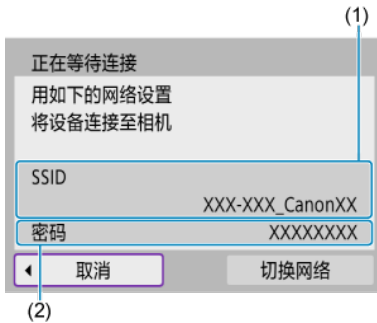 (1)
正在等待连接
用如下的网络设置
将设备连接至相机
SSID
XXX-XXX_CanonXX
密码 XXXXXXXX
取消 切换网络
(2)